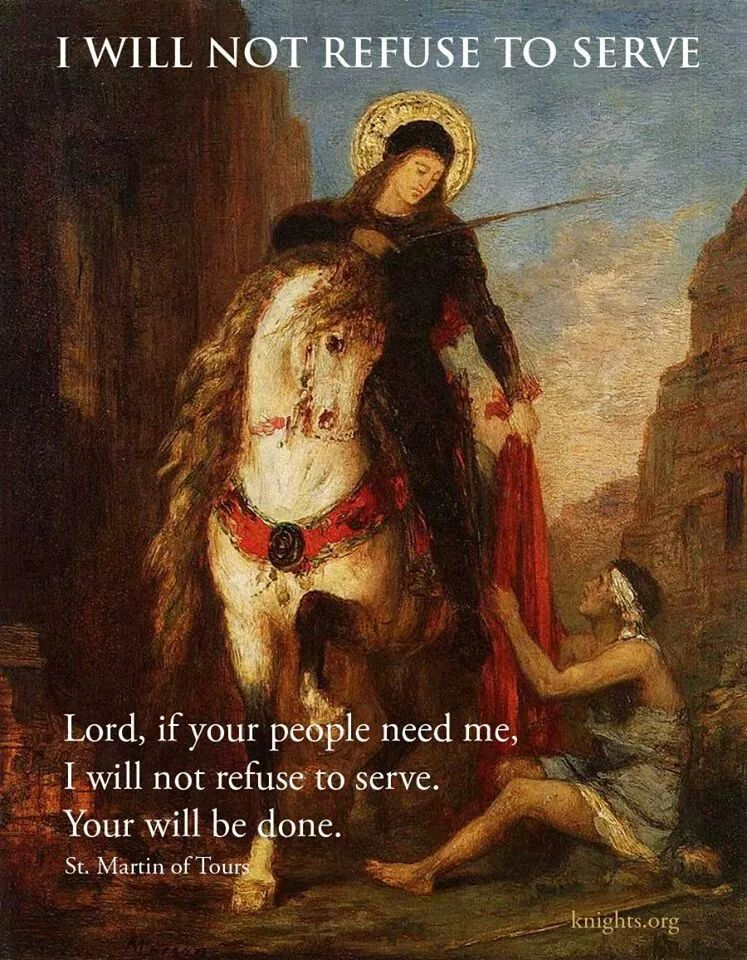 I WILL NOT REFUSE TO SERVE
Lord, if your people need me,
I will not refuse to serve.
Your will be done.
St. Martin of Tours
knights.org